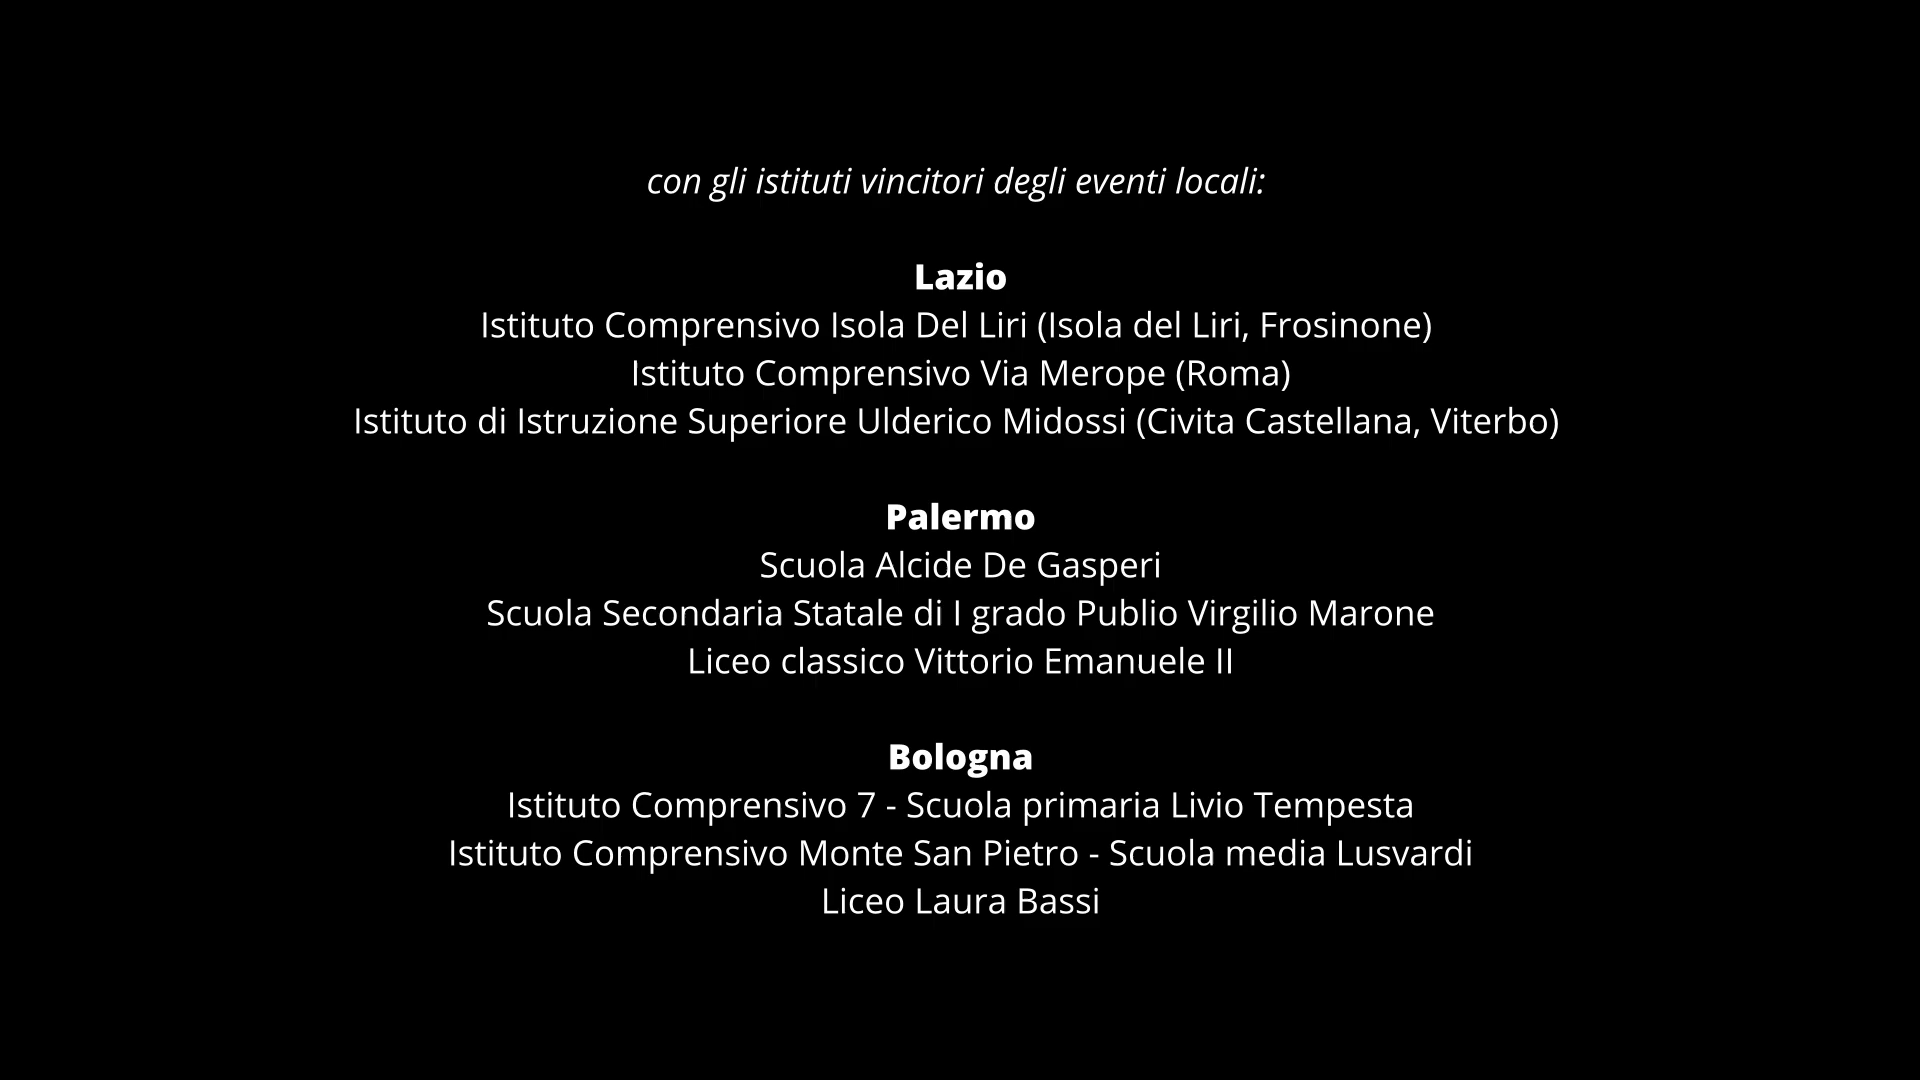 con gli istituti vincitori degli eventi locali:
Lazio
Istituto Comprensivo Isola Del Liri (Isola del Liri, Frosinone)
Istituto Comprensivo Via Merope (Roma)
Istituto di Istruzione Superiore Ulderico Midossi (Civita Castellana, Viterbo)
Palermo
Scuola Alcide De Gasperi
Scuola Secondaria Statale di I grado Publio Virgilio Marone
Liceo classico Vittorio Emanuele II
Bologna
Istituto Comprensivo 7 - Scuola primaria Livio Tempesta
Istituto Comprensivo Monte San Pietro - Scuola media Lusvardi
Liceo Laura Bassi